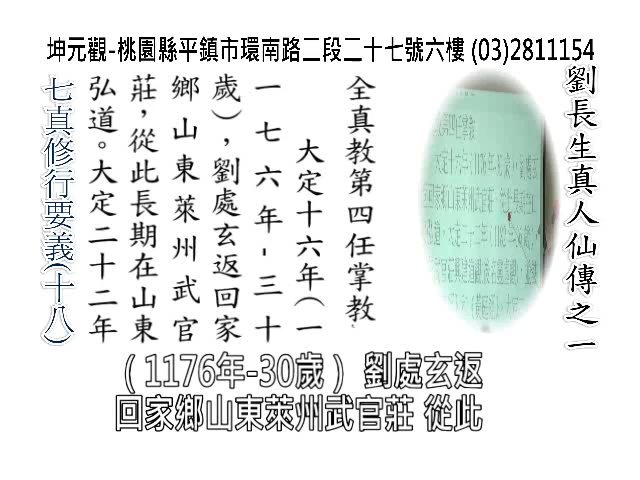 坤元觀-桃園縣平鎮市環南路二段二十七號六樓 (03)2811154
劉長生真人仙傳之一
全真教第四任掌教
大定十六年(一
一七六年-三十
歲)，劉處玄返回家
鄉山東萊州武官
莊，從此長期在山東
弘道。大定二十二年
七真修行要義(十八)
(1176年-30歲) 劉處玄返
回家鄉山東萊州武官莊 從此